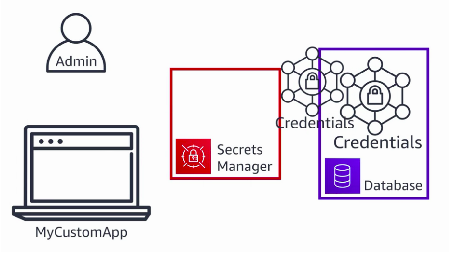 Admin
Credentials
Credentials
Secrets
Manager
Database
MyCustomApp